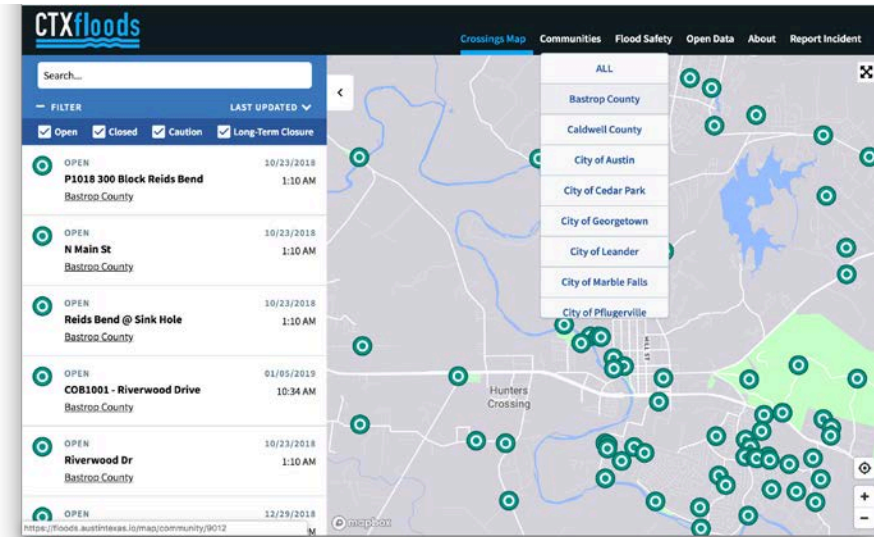 CTXfloods
Crossings Map Communities Flood Safety Open Data About Report Incident
Search...
FILTER LAST UPDATED
Open Closed Caution Long-Term Closure
OPEN 10/23/2018
P1018 300 Block Reids Bend 1:10 AM
Bastrop County
OPEN 10/23/2018
N Main St 1:10 AM
Bastrop County
OPEN 10/23/2018
Reids Bend @ Sink Hole 1:10 AM
Bastrop County
OPEN 01/05/2019
COB1001 - Riverwood Drive 10:34 AM
Bastrop County
OPEN 10/23/2018
Riverwood Dr 1:10 AM
Bastrop County
OPEN 12/29/2018
https://floods.austintexas.io/map/community/9012 M
ALL
Bastrop County
Caldwell County
City of Austin
City of Cedar Park
City of Georgetown
City of Leander
City of Marble Falls
City of Pflugerville
HILL ST
Hunters
Crossing
mapbox